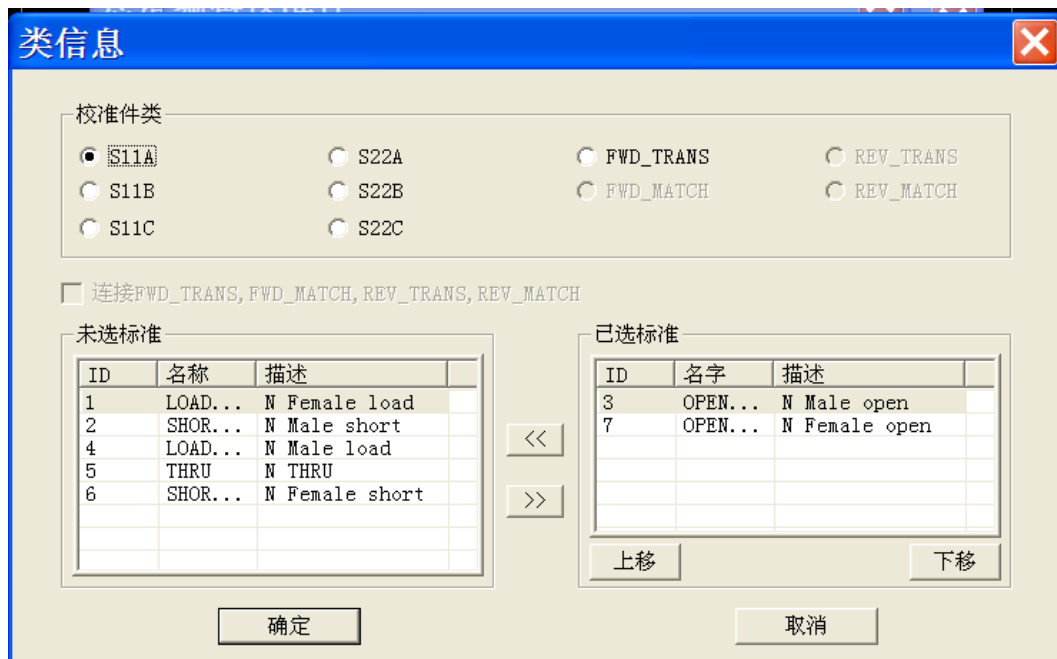 类信息
校准件类
S11A S22A FWD_TRANS REV_TRANS
S11B S22B FWD_MATCH REV_MATCH
S11C S22C
连接FWD_TRANS,FWD_MATCH,REV_TRANS,REV_MATCH
未选标准
ID 名称 描述
1 LOAD... N Female load
2 SHOR... N Male short
4 LOAD... N Male load
5 THRU N THRU
6 SHOR... N Female short
<<
>>
已选标准
ID 名字 描述
3 OPEN... N Male open
7 OPEN... N Female open
上移 下移
确定 取消